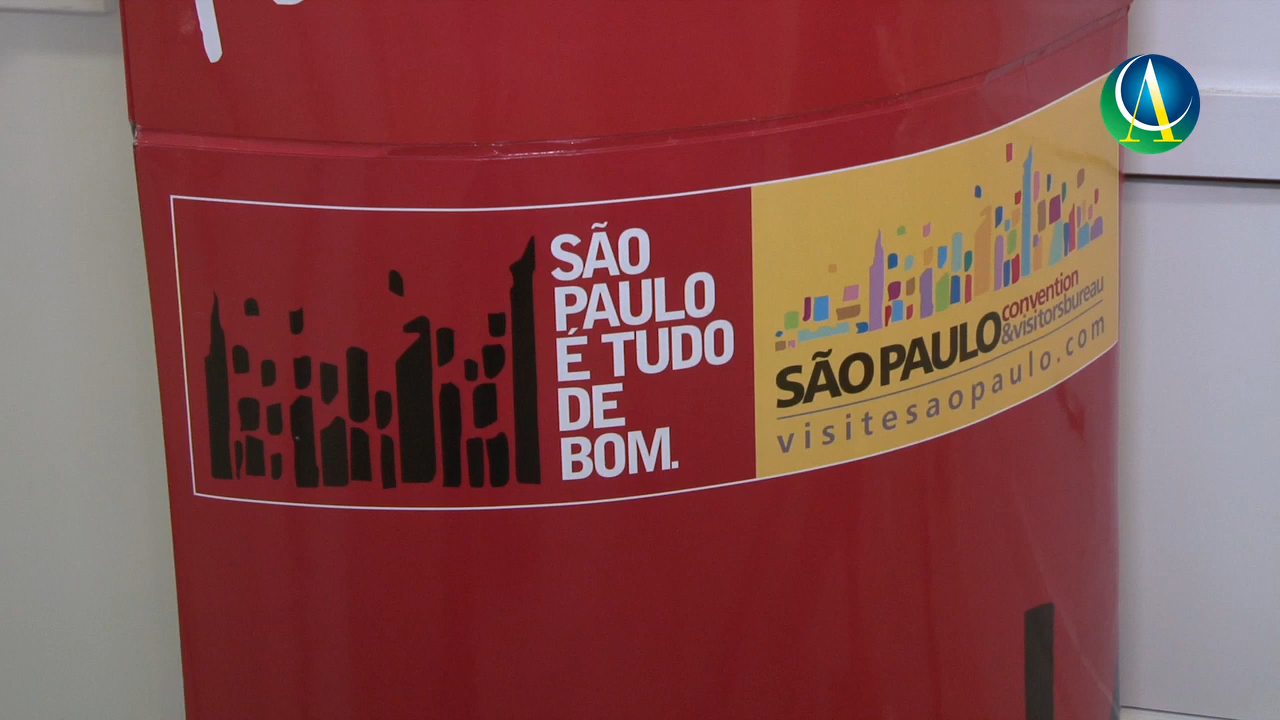 SÃO
PAULO
É TUDO
DE
BOM.
SÃO PAULO convention
&visitorsbureau
visitesaopaulo.com
A